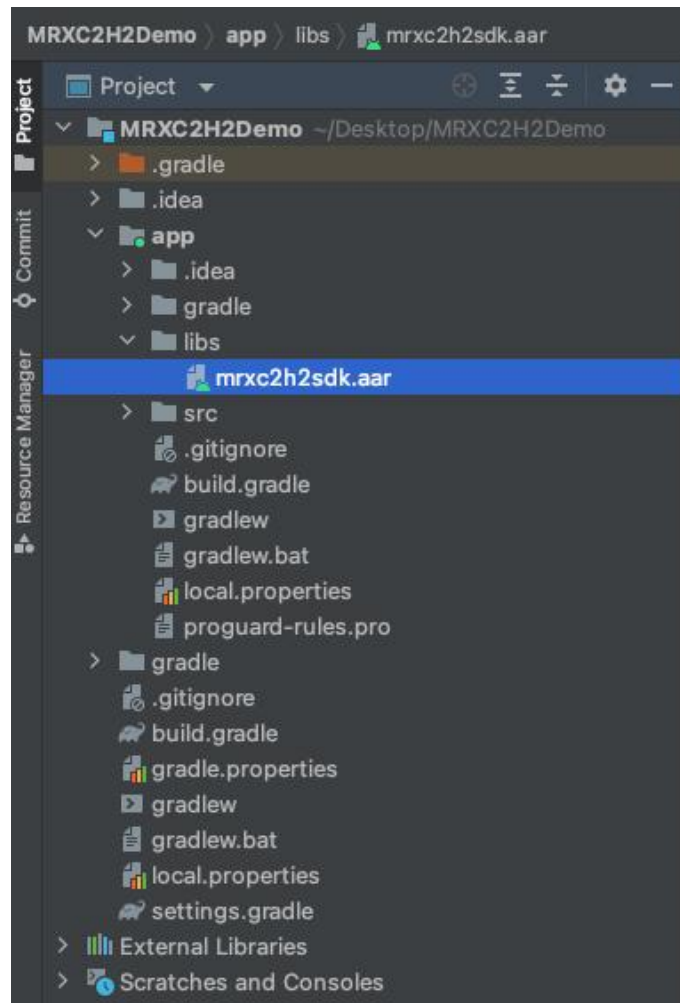 MRXC2H2Demo app libs mrxc2h2sdk.aar
Project
Project
Commit
Resource Manager
MRXC2H2Demo ~/Desktop/MRXC2H2Demo
.gradle
.idea
app
.idea
gradle
libs
mrxc2h2sdk.aar
src
.gitignore
build.gradle
gradlew
gradlew.bat
local.properties
proguard-rules.pro
gradle
.gitignore
build.gradle
gradle.properties
gradlew
gradlew.bat
local.properties
settings.gradle
External Libraries
Scratches and Consoles